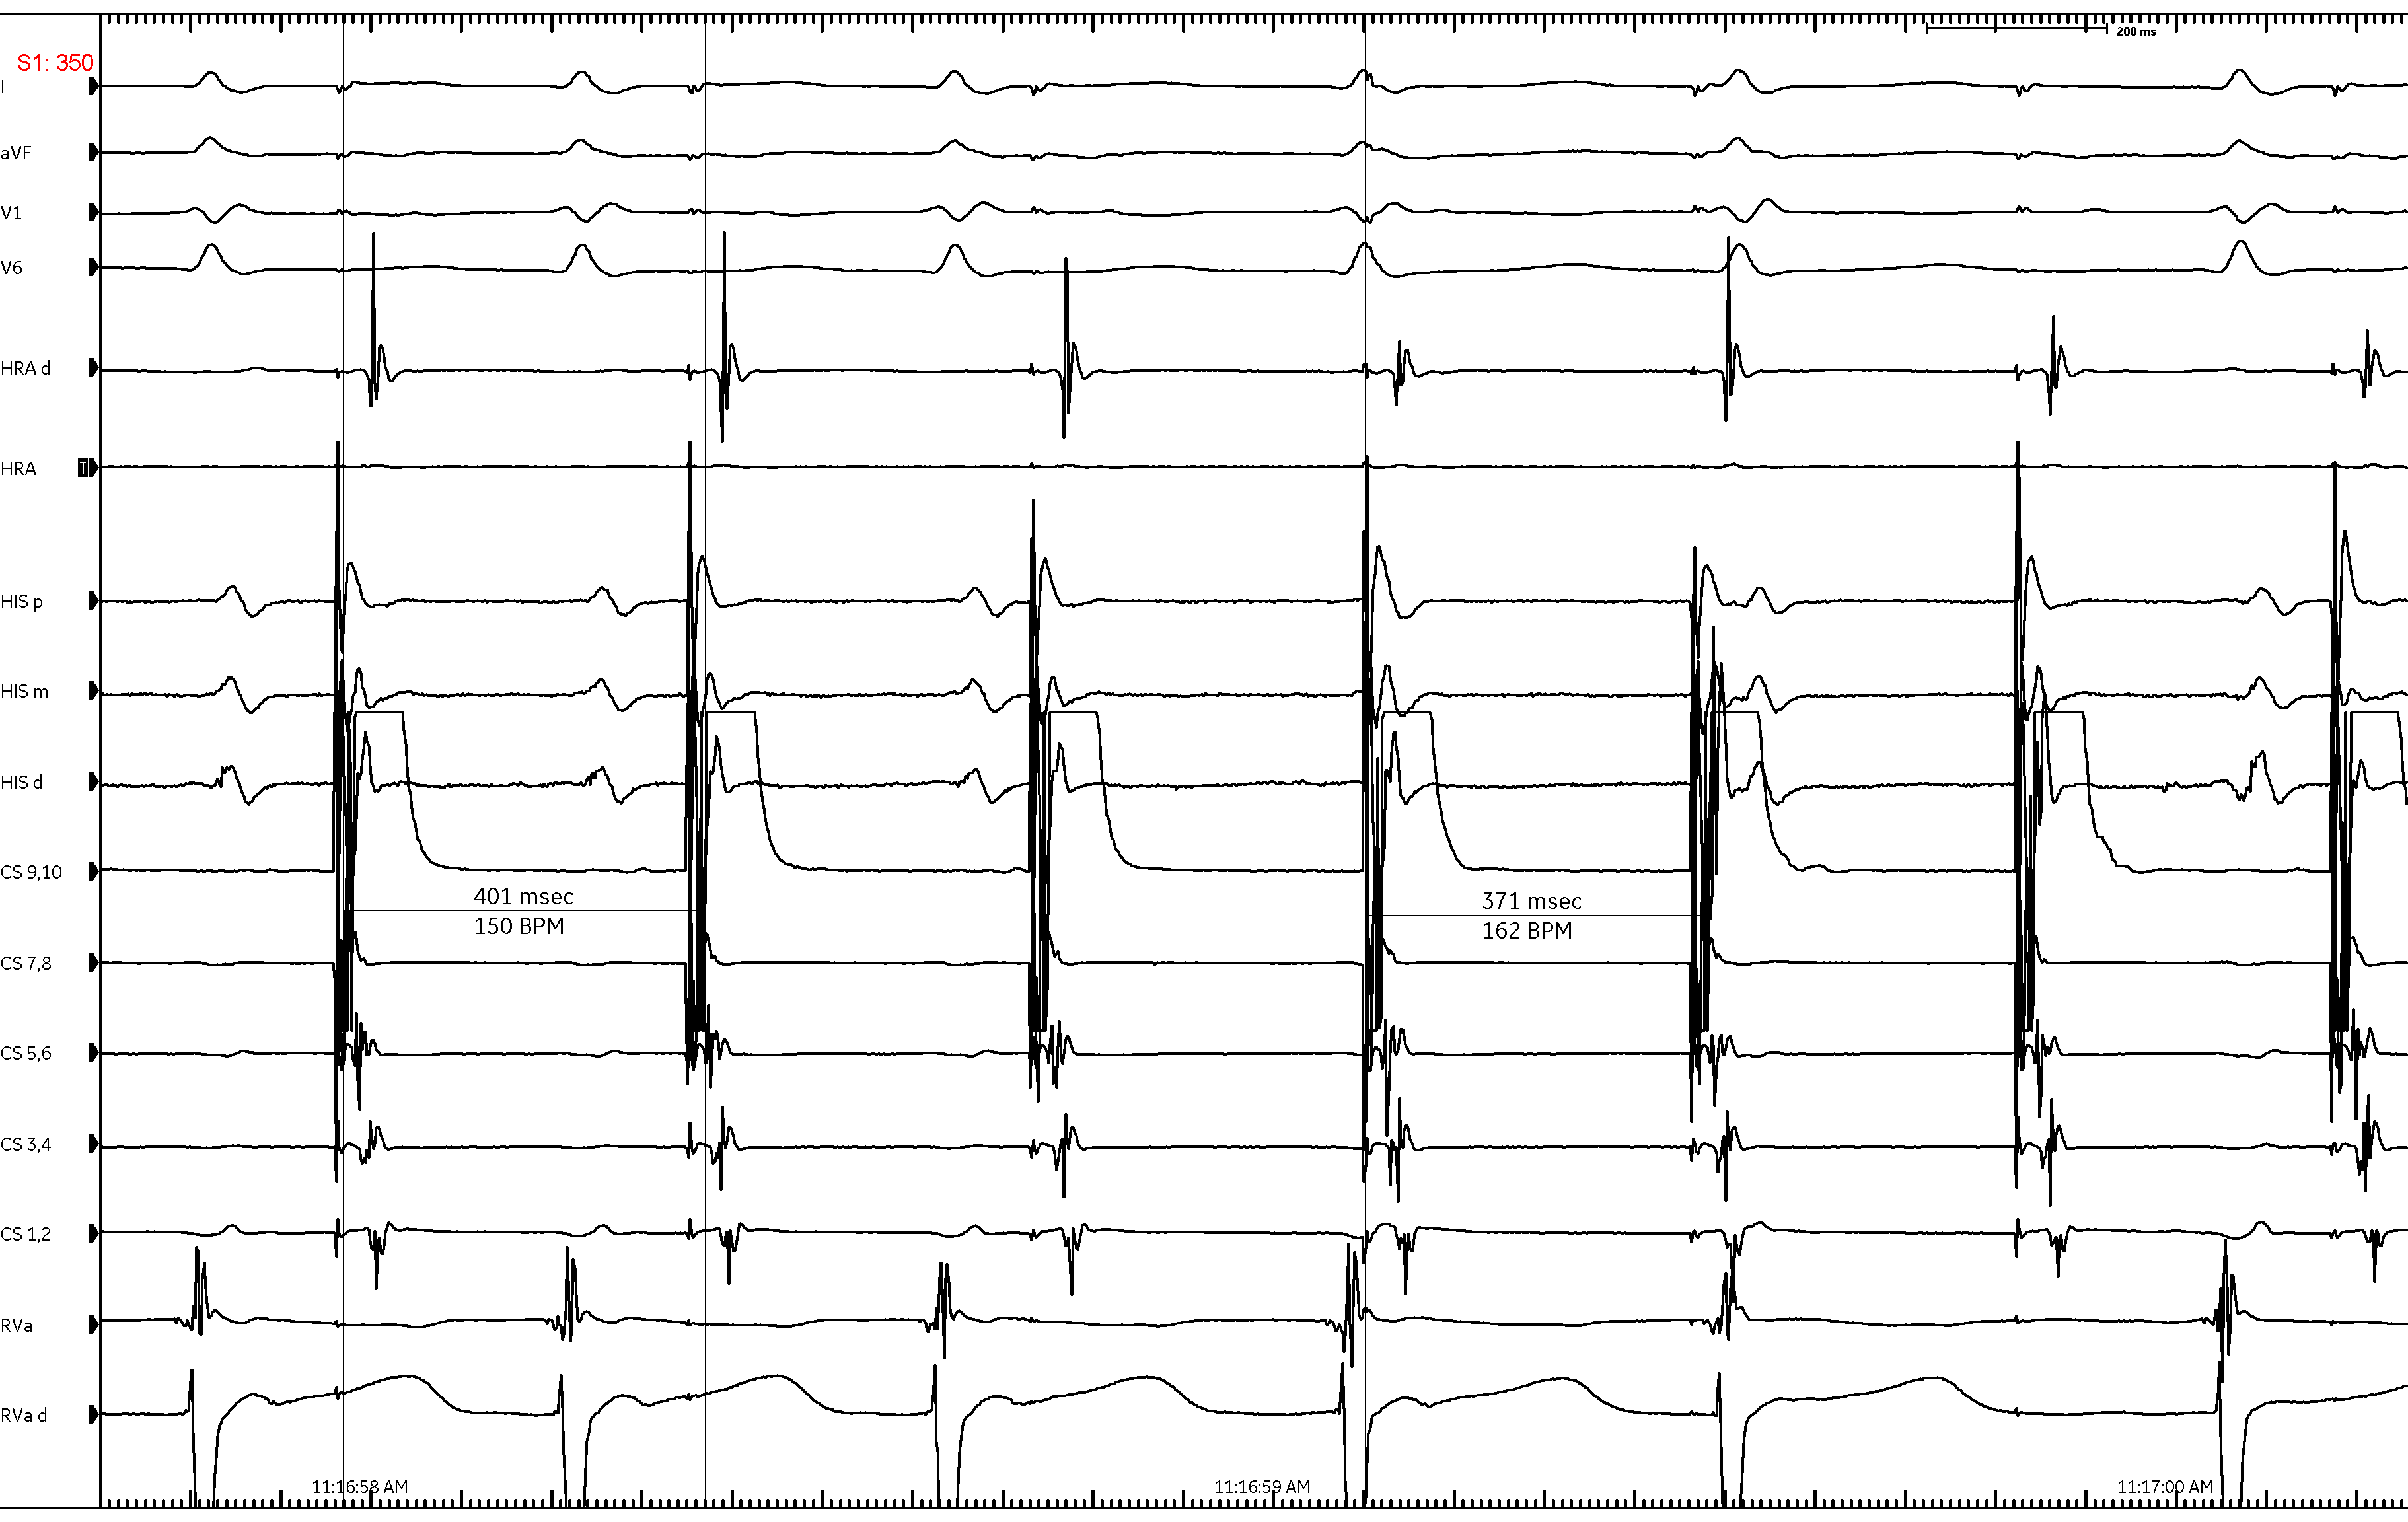 200 ms
S1: 350
I
aVF
V1
V6
HRA d
HRA T
HIS p
HIS m
HIS d
CS 9,10
401 msec
150 BPM
371 msec
162 BPM
CS 7,8
CS 5,6
CS 3,4
CS 1,2
RVa
RVa d
11:16:58 AM
11:16:59 AM
11:17:00 AM